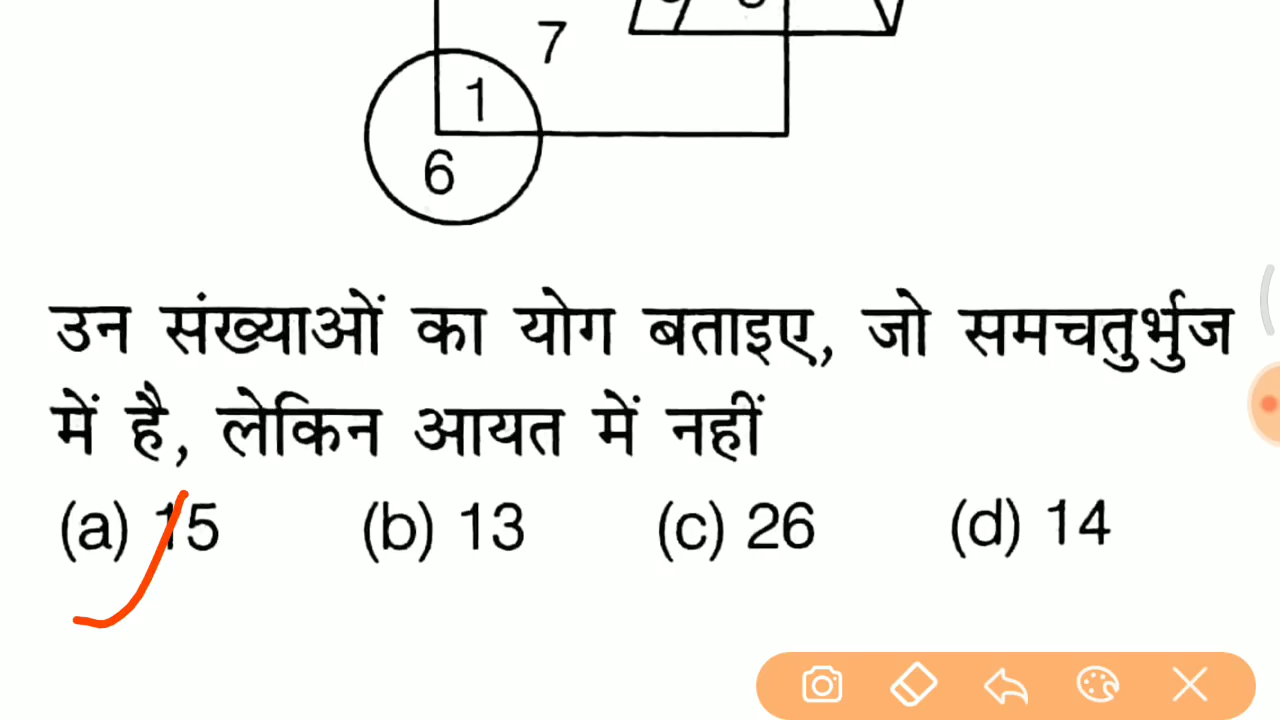 7
1
6
उन संख्याओं का योग बताइए, जो समचतुर्भुज
में है, लेकिन आयत में नहीं
(a) 15 (b) 13 (c) 26 (d) 14